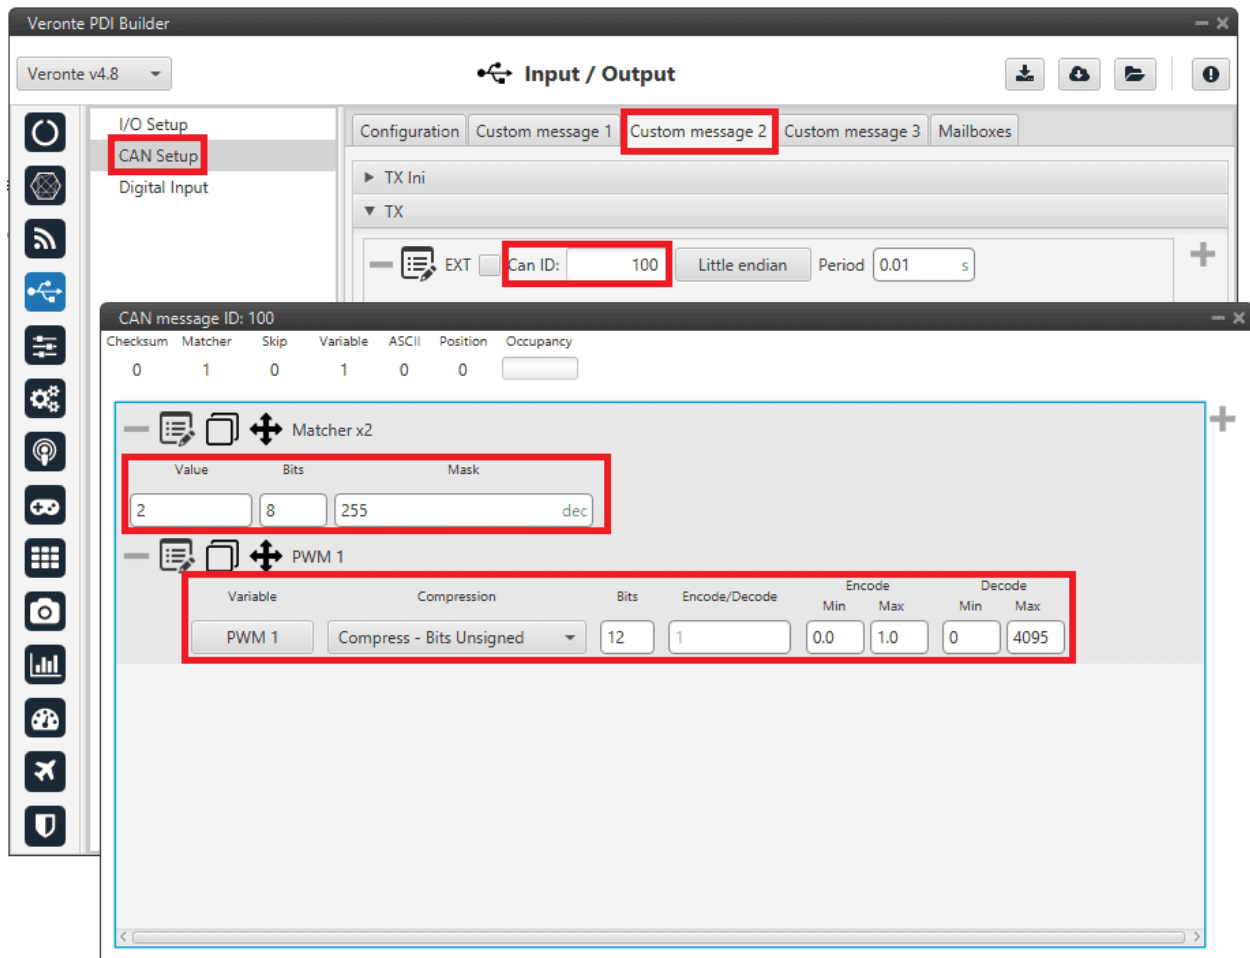 Veronte PDI Builder
Veronte v4.8
Input / Output
I/O Setup
CAN Setup
Digital Input
Configuration Custom message 1 Custom message 2 Custom message 3 Mailboxes
TX Ini
TX
EXT Can ID: 100 Little endian Period 0.01 s
CAN message ID: 100
Checksum Matcher Skip Variable ASCII Position Occupancy
0 1 0 1 0 0
Matcher x2
Value Bits Mask
2 8 255 dec
PWM 1
Variable Compression Bits Encode/Decode Encode Decode
Min Max Min Max
PWM 1 Compress - Bits Unsigned 12 1 0.0 1.0 0 4095